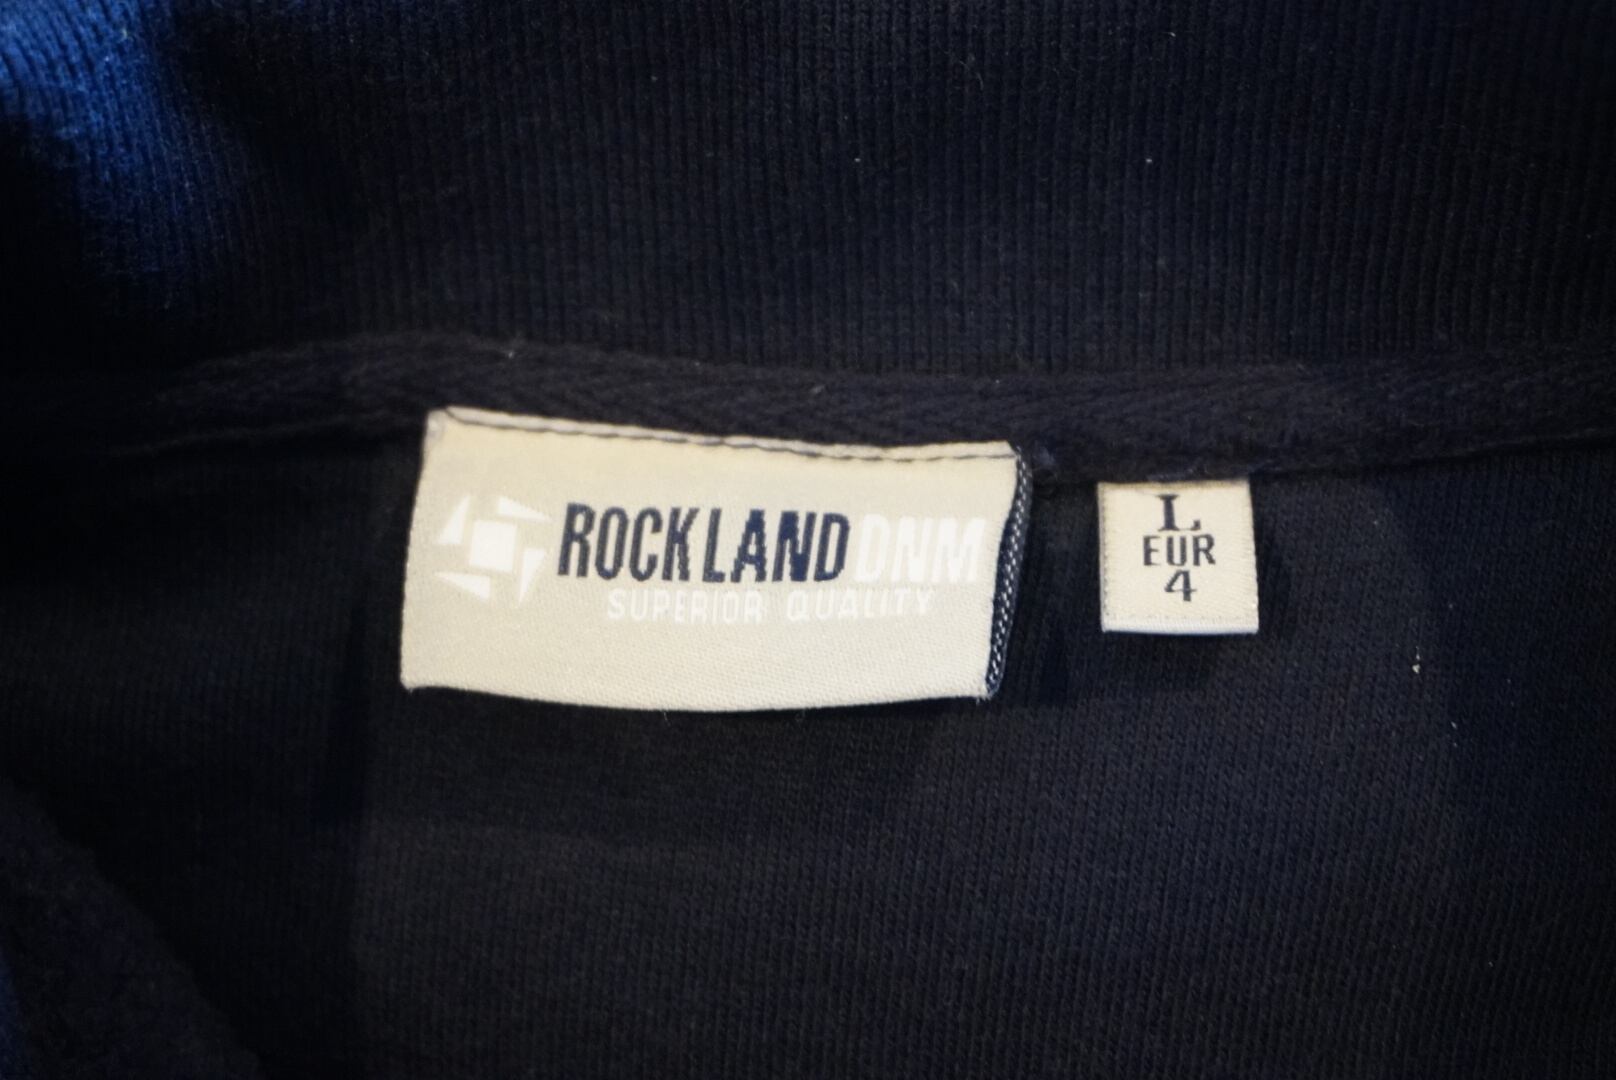 ROCKLAND DNM
SUPERIOR QUALITY
L
EUR
4